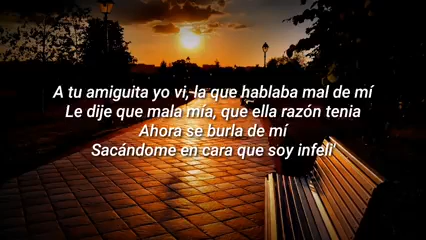 A tu amiguita yo vi, la que hablaba mal de mí
Le dije que mala mía, que ella razón tenia
Ahora se burla de mí
Sacándome en cara que soy infeli'